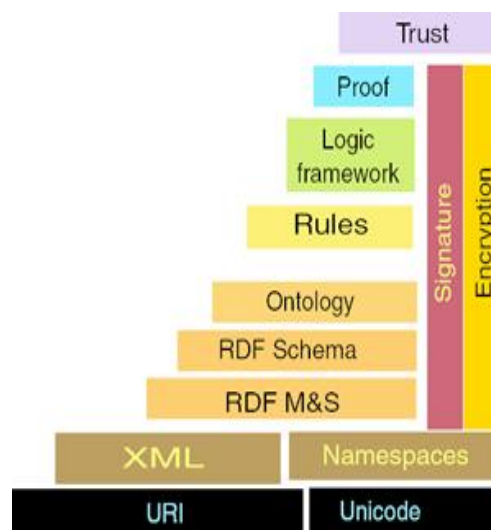 Trust
Proof
Logic
framework
Rules
Ontology
RDF Schema
RDF M&S
Signature
Encryption
XML
Namespaces
URI
Unicode